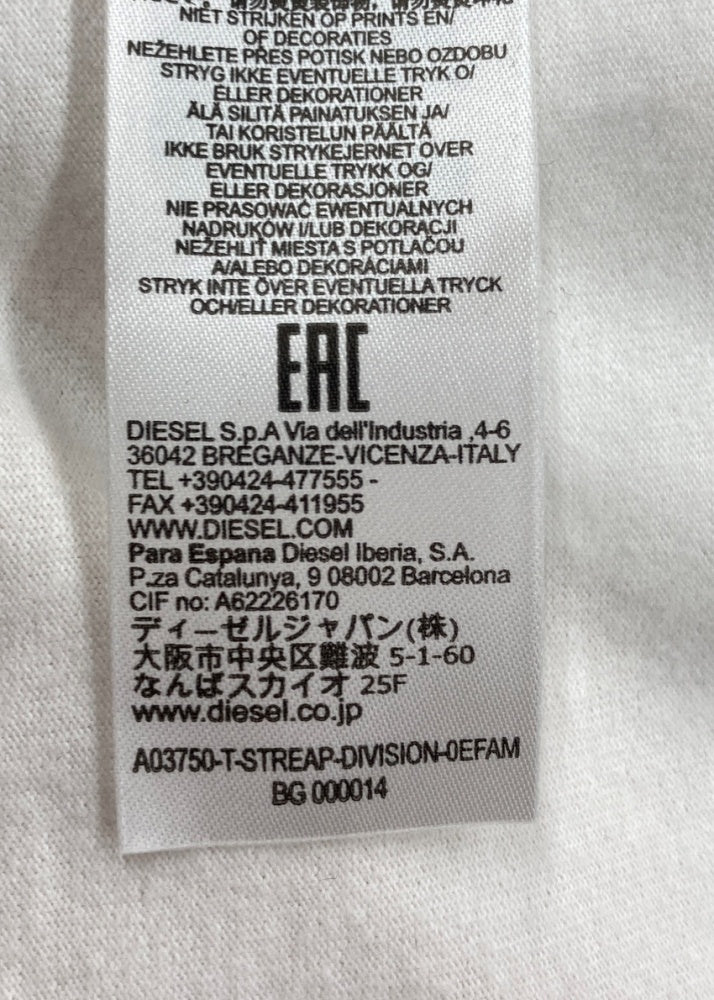 NIET STRIJKEN OP PRINTS EN/
OF DECORATIES
NEŽEHLETE PŘES POTISK NEBO OZDOBU
STRYG IKKE EVENTUELLE TRYK O/
ELLER DEKORATIONER
ÄLÄ SILITÄ PAINATUKSEN JA/
TAI KORISTELUN PÄÄLTÄ
IKKE BRUK STRYKEJERNET OVER
EVENTUELLE TRYKK OG/
ELLER DEKORASJONER
NIE PRASOWAĆ EWENTUALNYCH
NADRUKÓW I/LUB DEKORACJI
NEŽEHLIŤ MIESTA S POTLAČOU
A/ALEBO DEKORÁCIAMI
STRYK INTE ÖVER EVENTUELLA TRYCK
OCH/ELLER DEKORATIONER
EAC
DIESEL S.p.A Via dell'Industria ,4-6
36042 BREGANZE-VICENZA-ITALY
TEL +390424-477555 -
FAX +390424-411955
WWW.DIESEL.COM
Para Espana Diesel Iberia, S.A.
P.za Catalunya, 9 08002 Barcelona
CIF no: A62226170
ディーゼルジャパン(株)
大阪市中央区難波 5-1-60
なんばスカイオ 25F
www.diesel.co.jp
A03750-T-STREAP-DIVISION-0EFAM
BG 000014